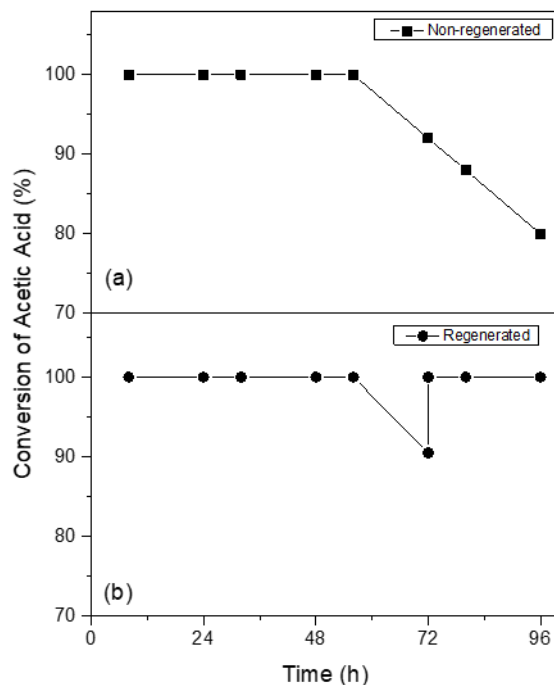 Non-regenerated
100
90
80
(a)
70
Regenerated
100
90
80
(b)
70
0 24 48 72 96
Time (h)
Conversion of Acetic Acid (%)